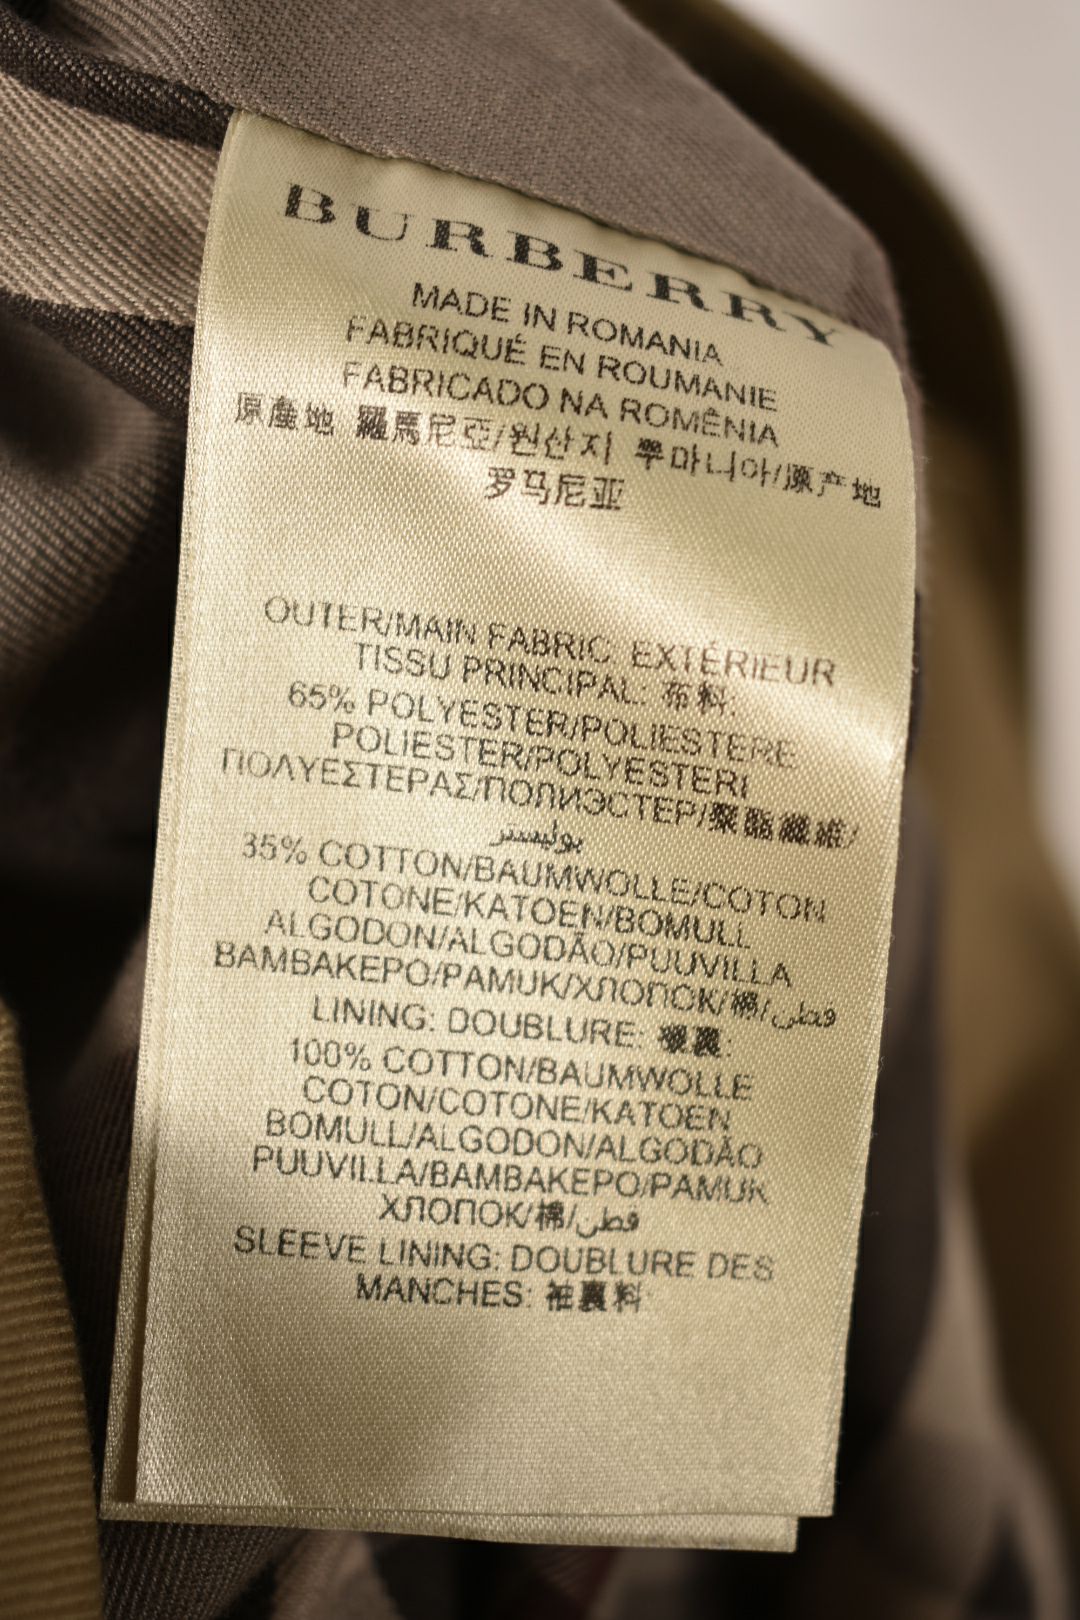 BURBERRY
MADE IN ROMANIA
FABRIQUÉ EN ROUMANIE
FABRICADO NA ROMÊNIA
原產地 羅馬尼亞/원산지 루마니아/原产地
罗马尼亚
OUTER/MAIN FABRIC: EXTÉRIEUR
TISSU PRINCIPAL: 布料:
65% POLYESTER/POLIESTERE
POLIESTER/POLYESTERI
ΠΟΛΥΕΣΤΕΡΑΣ/ПОЛИЭСТЕР/聚酯纖維/
بوليستر
35% COTTON/BAUMWOLLE/COTON
COTONE/KATOEN/BOMULL
ALGODON/ALGODÃO/PUUVILLA
BAMBAKEPO/PAMUK/ХЛОПОК/棉/قطن
LINING: DOUBLURE: 襯裏:
100% COTTON/BAUMWOLLE
COTON/COTONE/KATOEN
BOMULL/ALGODON/ALGODÃO
PUUVILLA/BAMBAKEPO/PAMUK
ХЛОПОК/棉/قطن
SLEEVE LINING: DOUBLURE DES
MANCHES: 袖裏料: